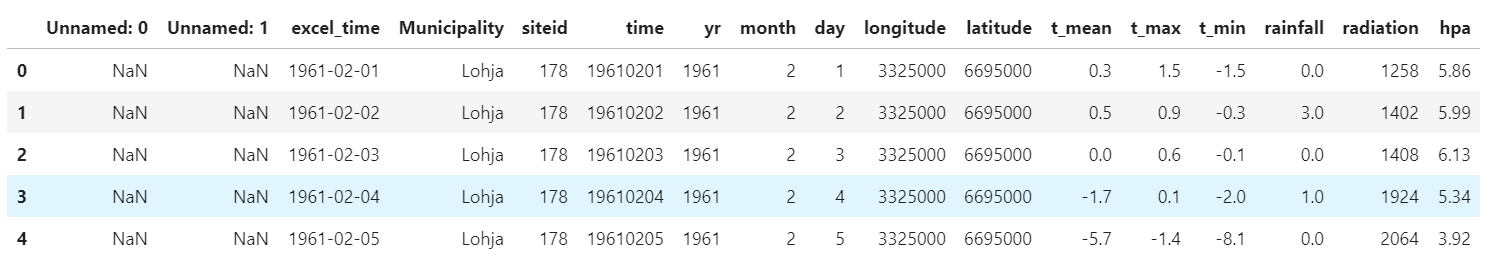 Unnamed: 0 Unnamed: 1 excel_time Municipality siteid time yr month day longitude latitude t_mean t_max t_min rainfall radiation hpa
0 NaN NaN 1961-02-01 Lohja 178 19610201 1961 2 1 3325000 6695000 0.3 1.5 -1.5 0.0 1258 5.86
1 NaN NaN 1961-02-02 Lohja 178 19610202 1961 2 2 3325000 6695000 0.5 0.9 -0.3 3.0 1402 5.99
2 NaN NaN 1961-02-03 Lohja 178 19610203 1961 2 3 3325000 6695000 0.0 0.6 -0.1 0.0 1408 6.13
3 NaN NaN 1961-02-04 Lohja 178 19610204 1961 2 4 3325000 6695000 -1.7 0.1 -2.0 1.0 1924 5.34
4 NaN NaN 1961-02-05 Lohja 178 19610205 1961 2 5 3325000 6695000 -5.7 -1.4 -8.1 0.0 2064 3.92